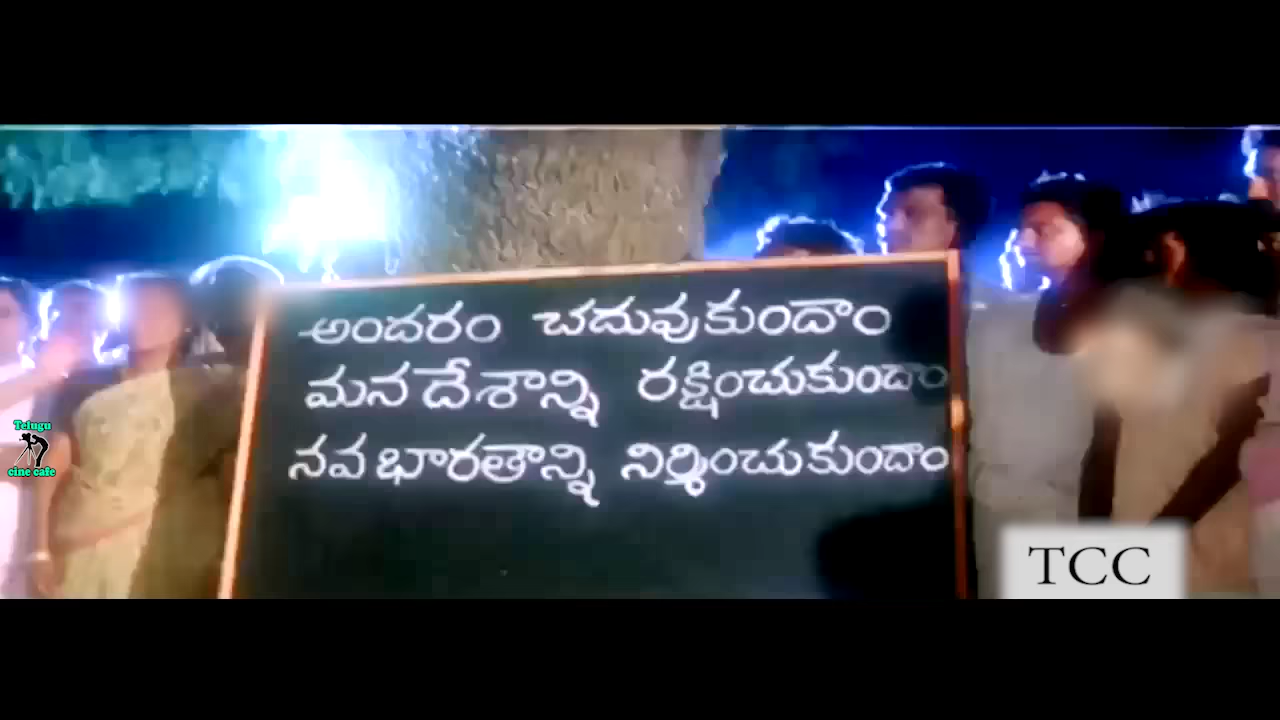 అందరం చదువుకుందాం
మన దేశాన్ని రక్షించుకుందాం
నవ భారతాన్ని నిర్మించుకుందాం
Telugu
cine cafe
TCC